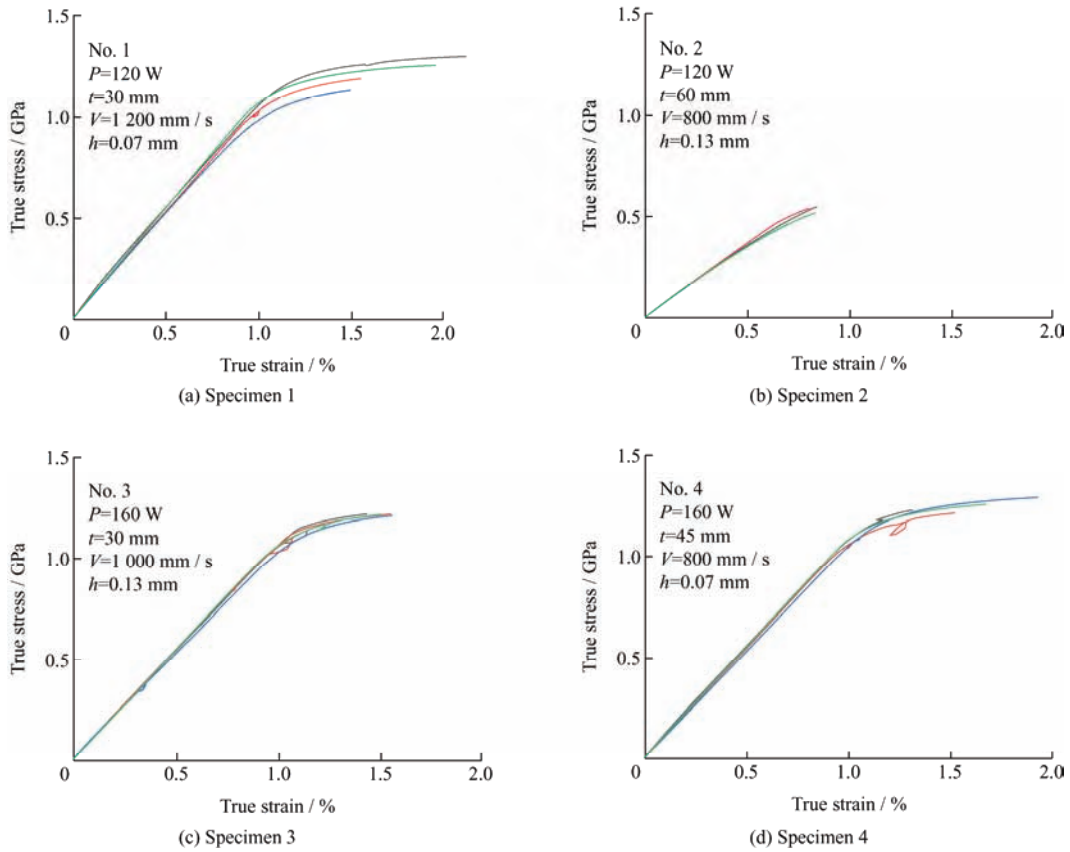 1.5
No. 1
P=120 W
t=30 mm
V=1 200 mm / s
h=0.07 mm
1.0
0.5
True stress / GPa
0
0.5
1.0
1.5
2.0
True strain / %
(a) Specimen 1
1.5
No. 2
P=120 W
t=60 mm
V=800 mm / s
h=0.13 mm
1.0
0.5
True stress / GPa
0
0.5
1.0
1.5
2.0
True strain / %
(b) Specimen 2
1.5
No. 3
P=160 W
t=30 mm
V=1 000 mm / s
h=0.13 mm
1.0
0.5
True stress / GPa
0
0.5
1.0
1.5
2.0
True strain / %
(c) Specimen 3
1.5
No. 4
P=160 W
t=45 mm
V=800 mm / s
h=0.07 mm
1.0
0.5
True stress / GPa
0
0.5
1.0
1.5
2.0
True strain / %
(d) Specimen 4